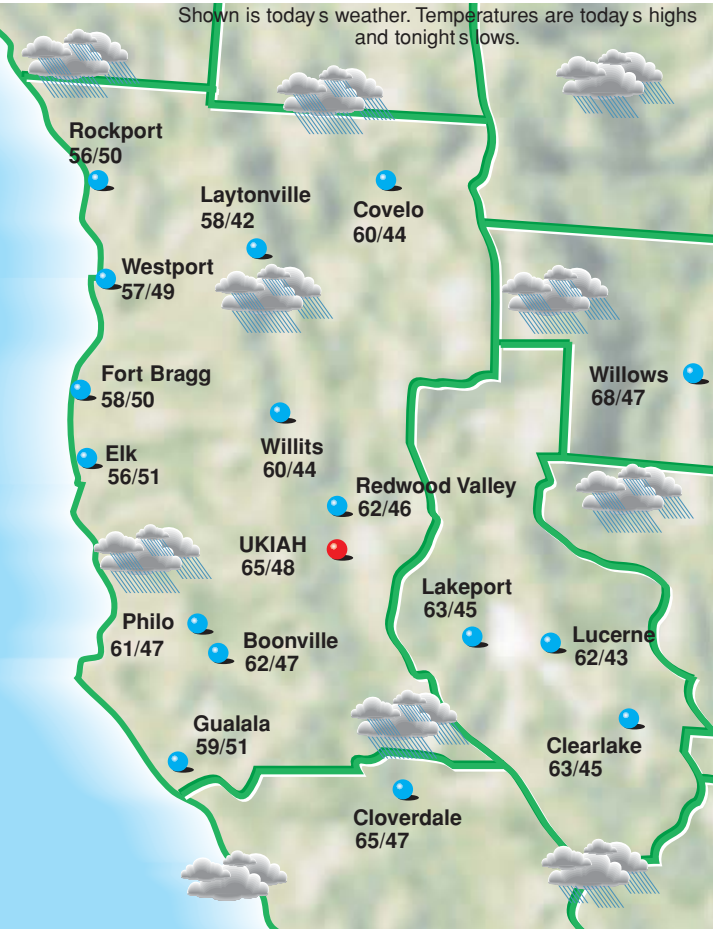 Shown is today s weather. Temperatures are today s highs
and tonight s lows.
Rockport
56/50
Laytonville
58/42
Covelo
60/44
Westport
57/49
Fort Bragg
58/50
Willows
68/47
Elk
56/51
Willits
60/44
Redwood Valley
62/46
UKIAH
65/48
Lakeport
63/45
Philo
61/47
Boonville
62/47
Lucerne
62/43
Gualala
59/51
Clearlake
63/45
Cloverdale
65/47